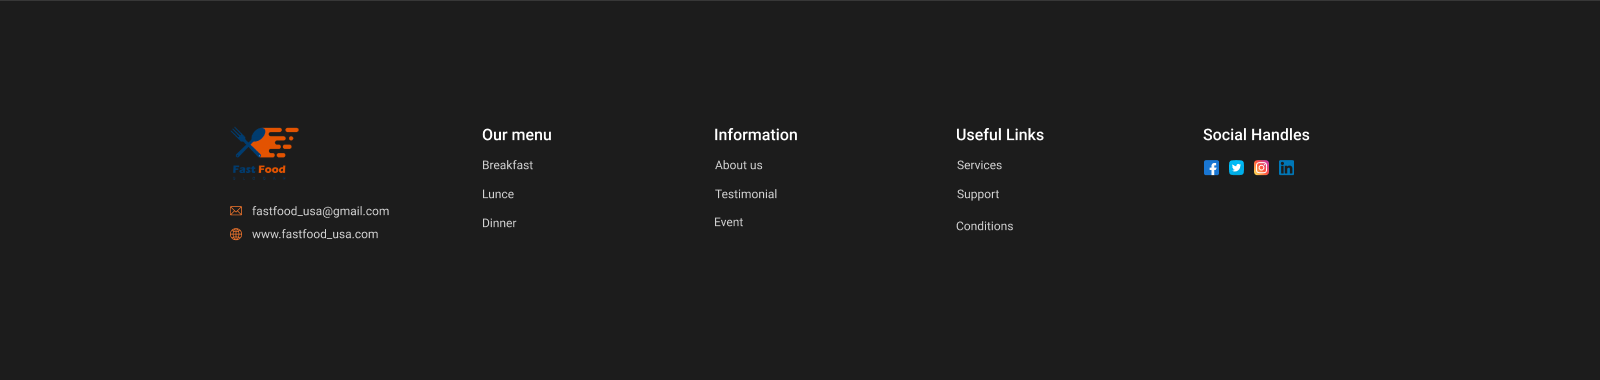 Fast Food
fastfood_usa@gmail.com
www.fastfood_usa.com
Our menu
Breakfast
Lunce
Dinner
Information
About us
Testimonial
Event
Useful Links
Services
Support
Conditions
Social Handles